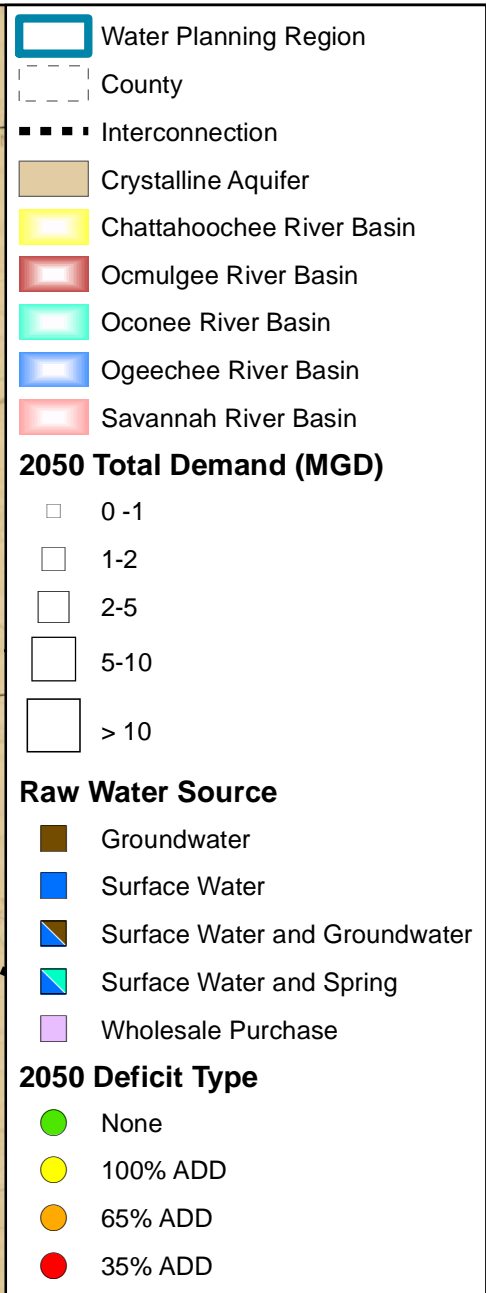 Water Planning Region
County
Interconnection
Crystalline Aquifer
Chattahoochee River Basin
Ocmulgee River Basin
Oconee River Basin
Ogeechee River Basin
Savannah River Basin
2050 Total Demand (MGD)
0 -1
1-2
2-5
5-10
> 10
Raw Water Source
Groundwater
Surface Water
Surface Water and Groundwater
Surface Water and Spring
Wholesale Purchase
2050 Deficit Type
None
100% ADD
65% ADD
35% ADD